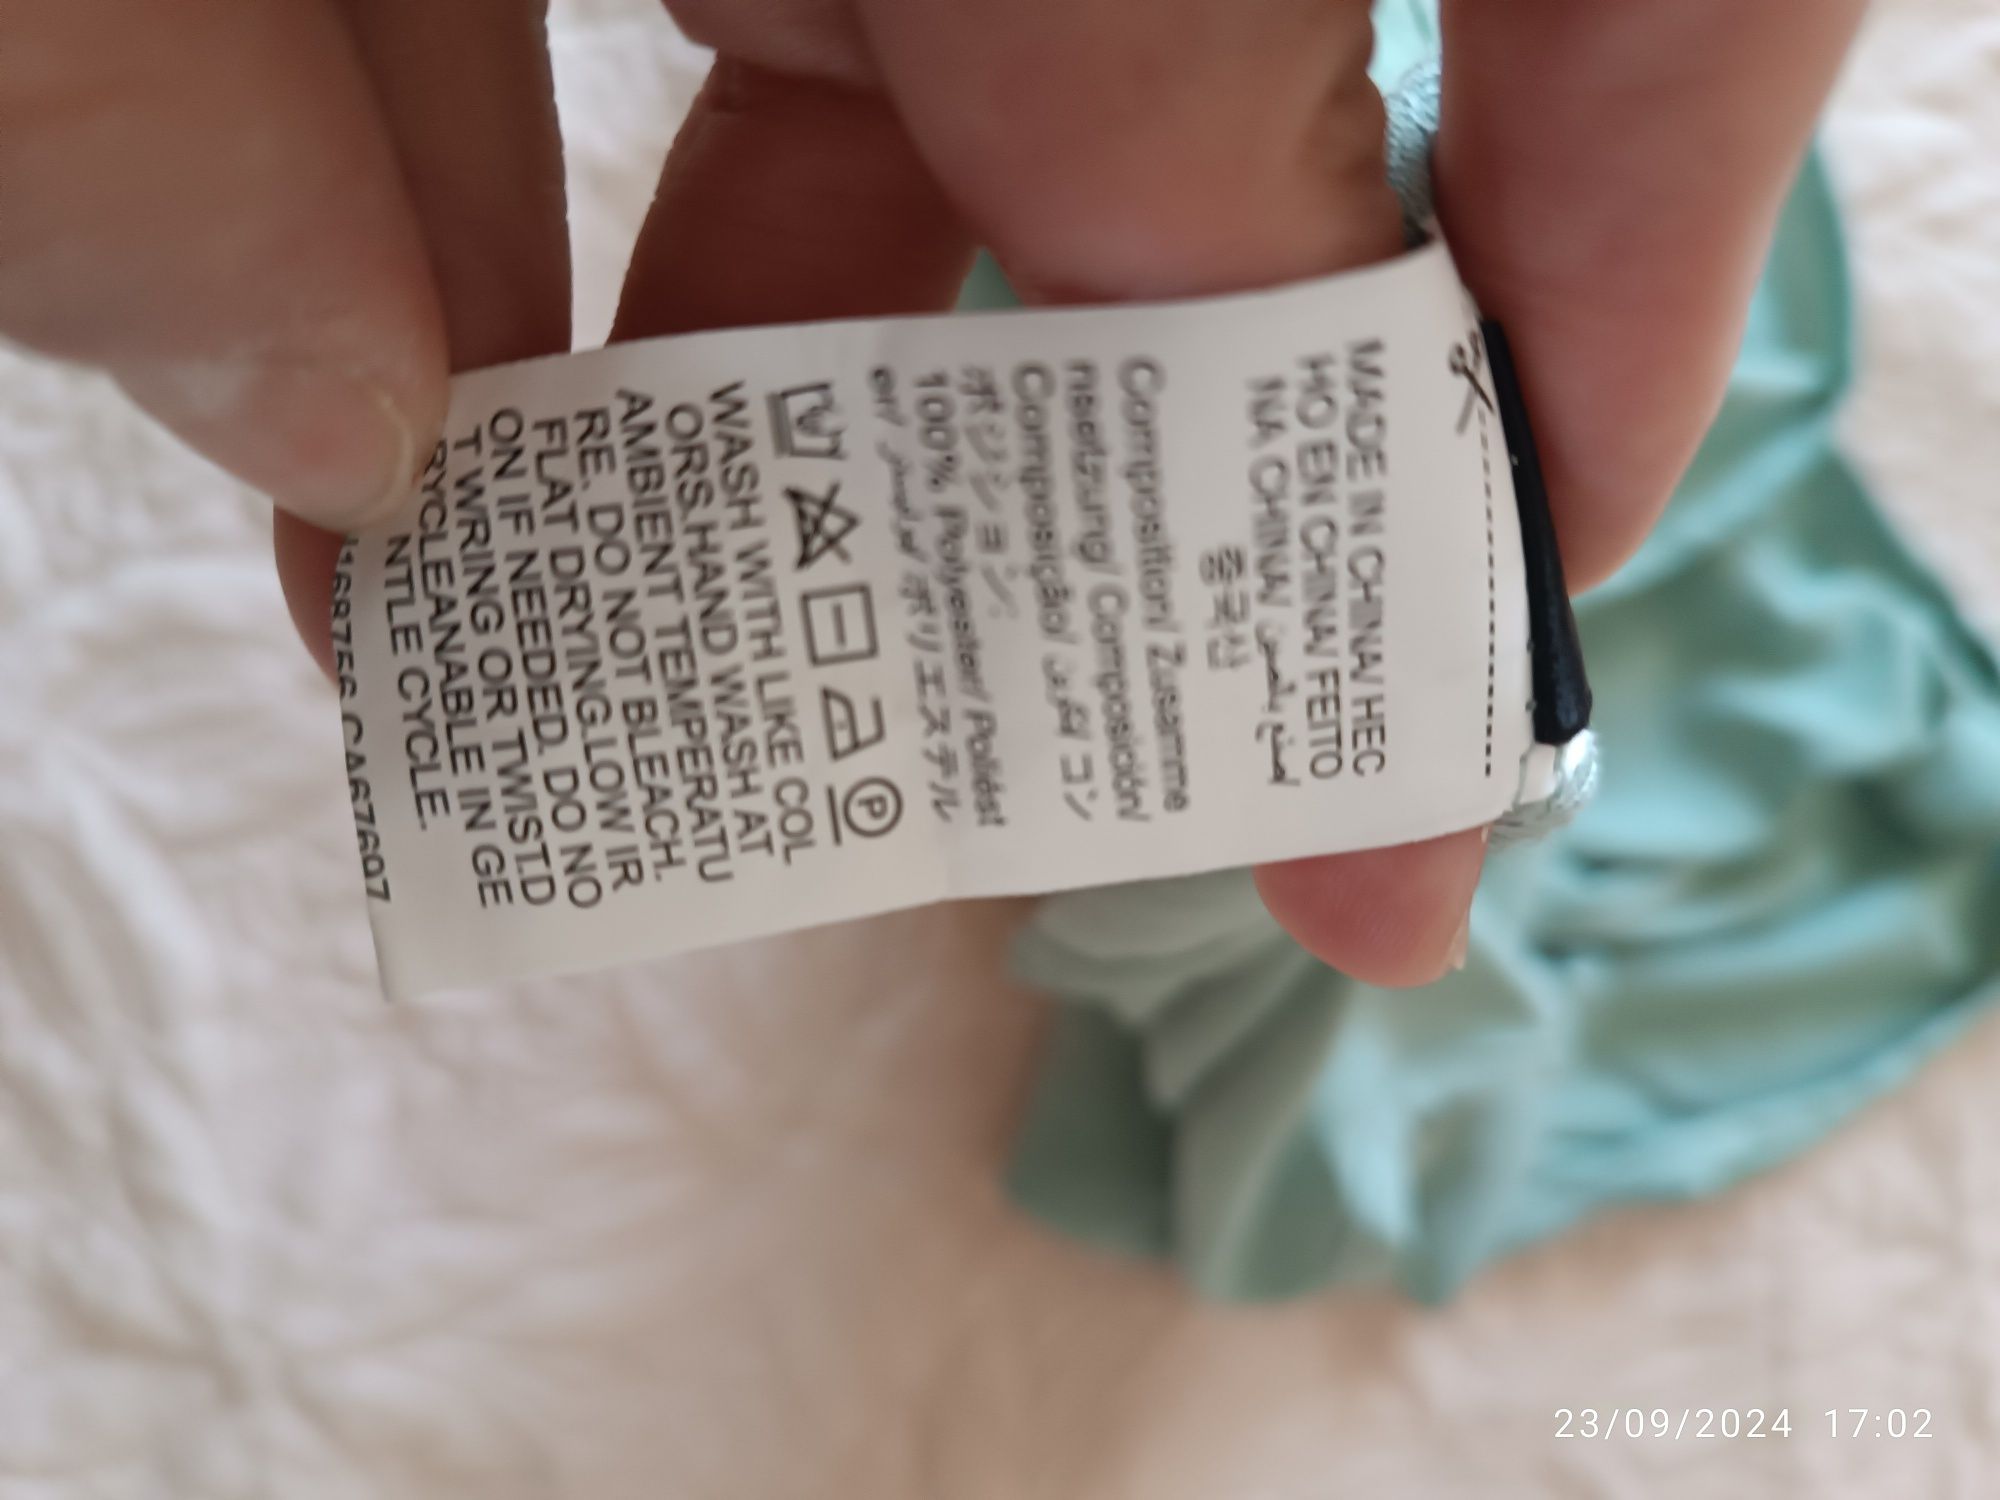 MADE IN CHINA/ HEC
HO EN CHINA/ FEITO
NA CHINA/ صنع بالصين/
중국산
Composition/ Zusamme
nsetzung/ Composición/
Composição/ تكوين/ コン
ポジション:
100% Polyester/ Poliést
er/ بوليستر/ ポリエステル
P
WASH WITH LIKE COL
ORS.HAND WASH AT
AMBIENT TEMPERATU
RE. DO NOT BLEACH.
FLAT DRYING.LOW IR
ON IF NEEDED. DO NO
T WRING OR TWIST.D
RYCLEANABLE IN GE
NTLE CYCLE.
CA67697
23/09/2024 17:02